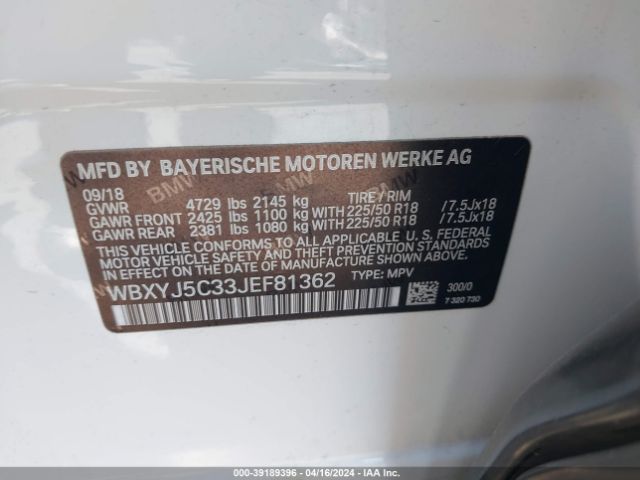 MFD BY BAYERISCHE MOTOREN WERKE AG
09/18
GVWR 4729 lbs 2145 kg TIRE / RIM
GAWR FRONT 2425 lbs 1100 kg WITH 225/50 R18 / 7.5Jx18
GAWR REAR 2381 lbs 1080 kg WITH 225/50 R18 / 7.5Jx18
THIS VEHICLE CONFORMS TO ALL APPLICABLE U. S. FEDERAL
MOTOR VEHICLE SAFETY, BUMPER, AND THEFT PREVENTION
STANDARDS IN EFFECT ON THE DATE OF MANUFACTURE SHOWN ABOVE.
WBXYJ5C33JEF81362 TYPE: MPV
300/0
7 320 730
000-39189396 - 04/16/2024 - IAA Inc.